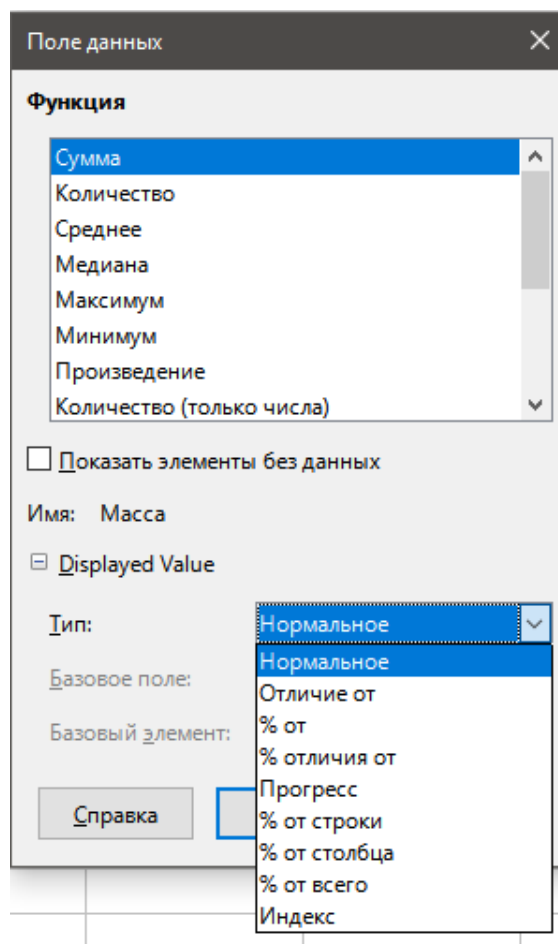 Поле данных
Функция
Сумма
Количество
Среднее
Медиана
Максимум
Минимум
Произведение
Количество (только числа)
Показать элементы без данных
Имя: Масса
Displayed Value
Тип: Нормальное
Нормальное
Базовое поле:
Отличие от
% от
Базовый элемент:
% отличия от
Прогресс
Справка
% от строки
% от столбца
% от всего
Индекс